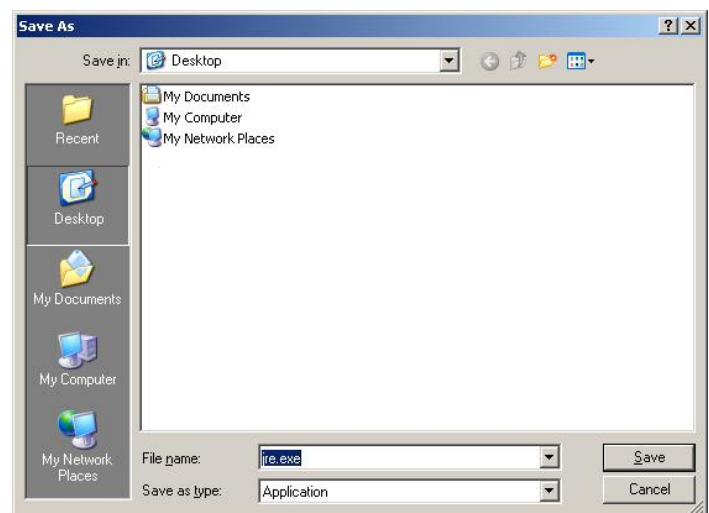 Save As
Save in: Desktop
My Documents
My Computer
My Network Places
Recent
Desktop
My Documents
My Computer
My Network
Places
File name: jre.exe
Save
Save as type: Application
Cancel